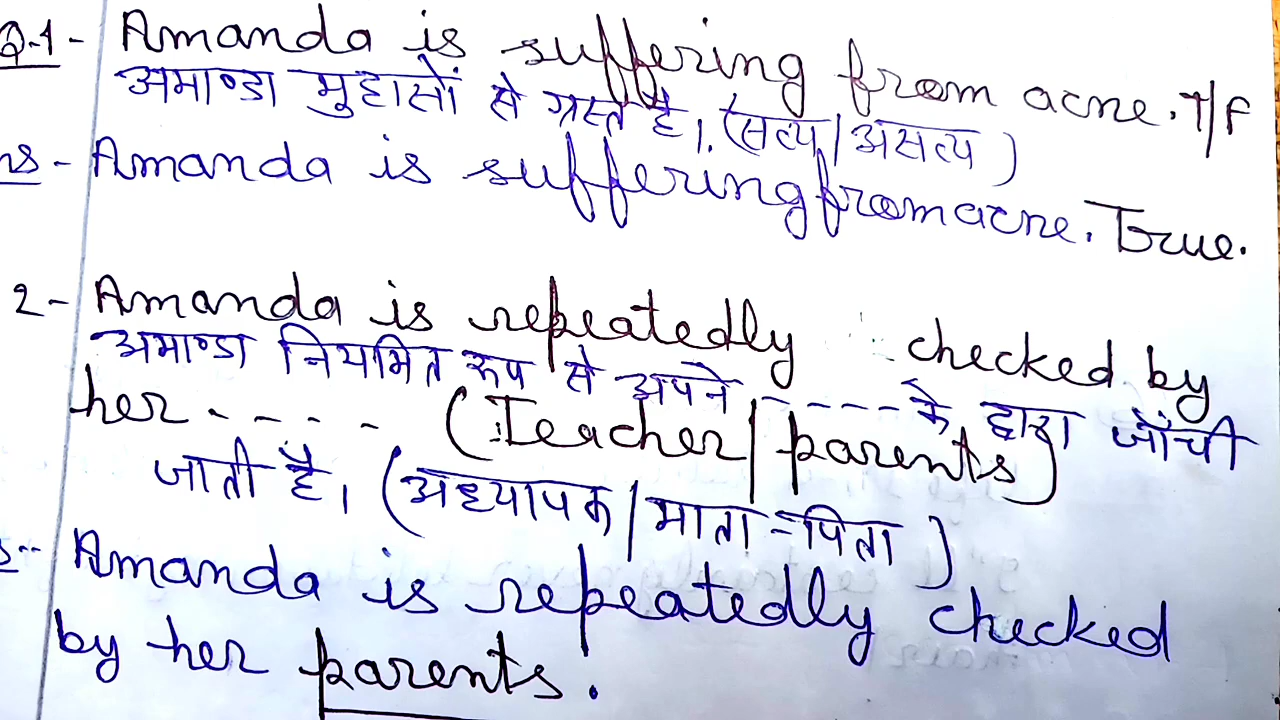 Q.1- Amanda is suffering from acne. T/F
अमाण्डा मुहासों से ग्रस्त है। (सत्य/असत्य)
ns- Amanda is suffering from acne. True.
2- Amanda is repeatedly checked by
अमाण्डा नियमित रूप से अपने ----- के द्वारा जाँची
her ---- (Teacher/parents)
जाती है। (अध्यापक/माता-पिता)
s-- Amanda is repeatedly checked
by her parents.